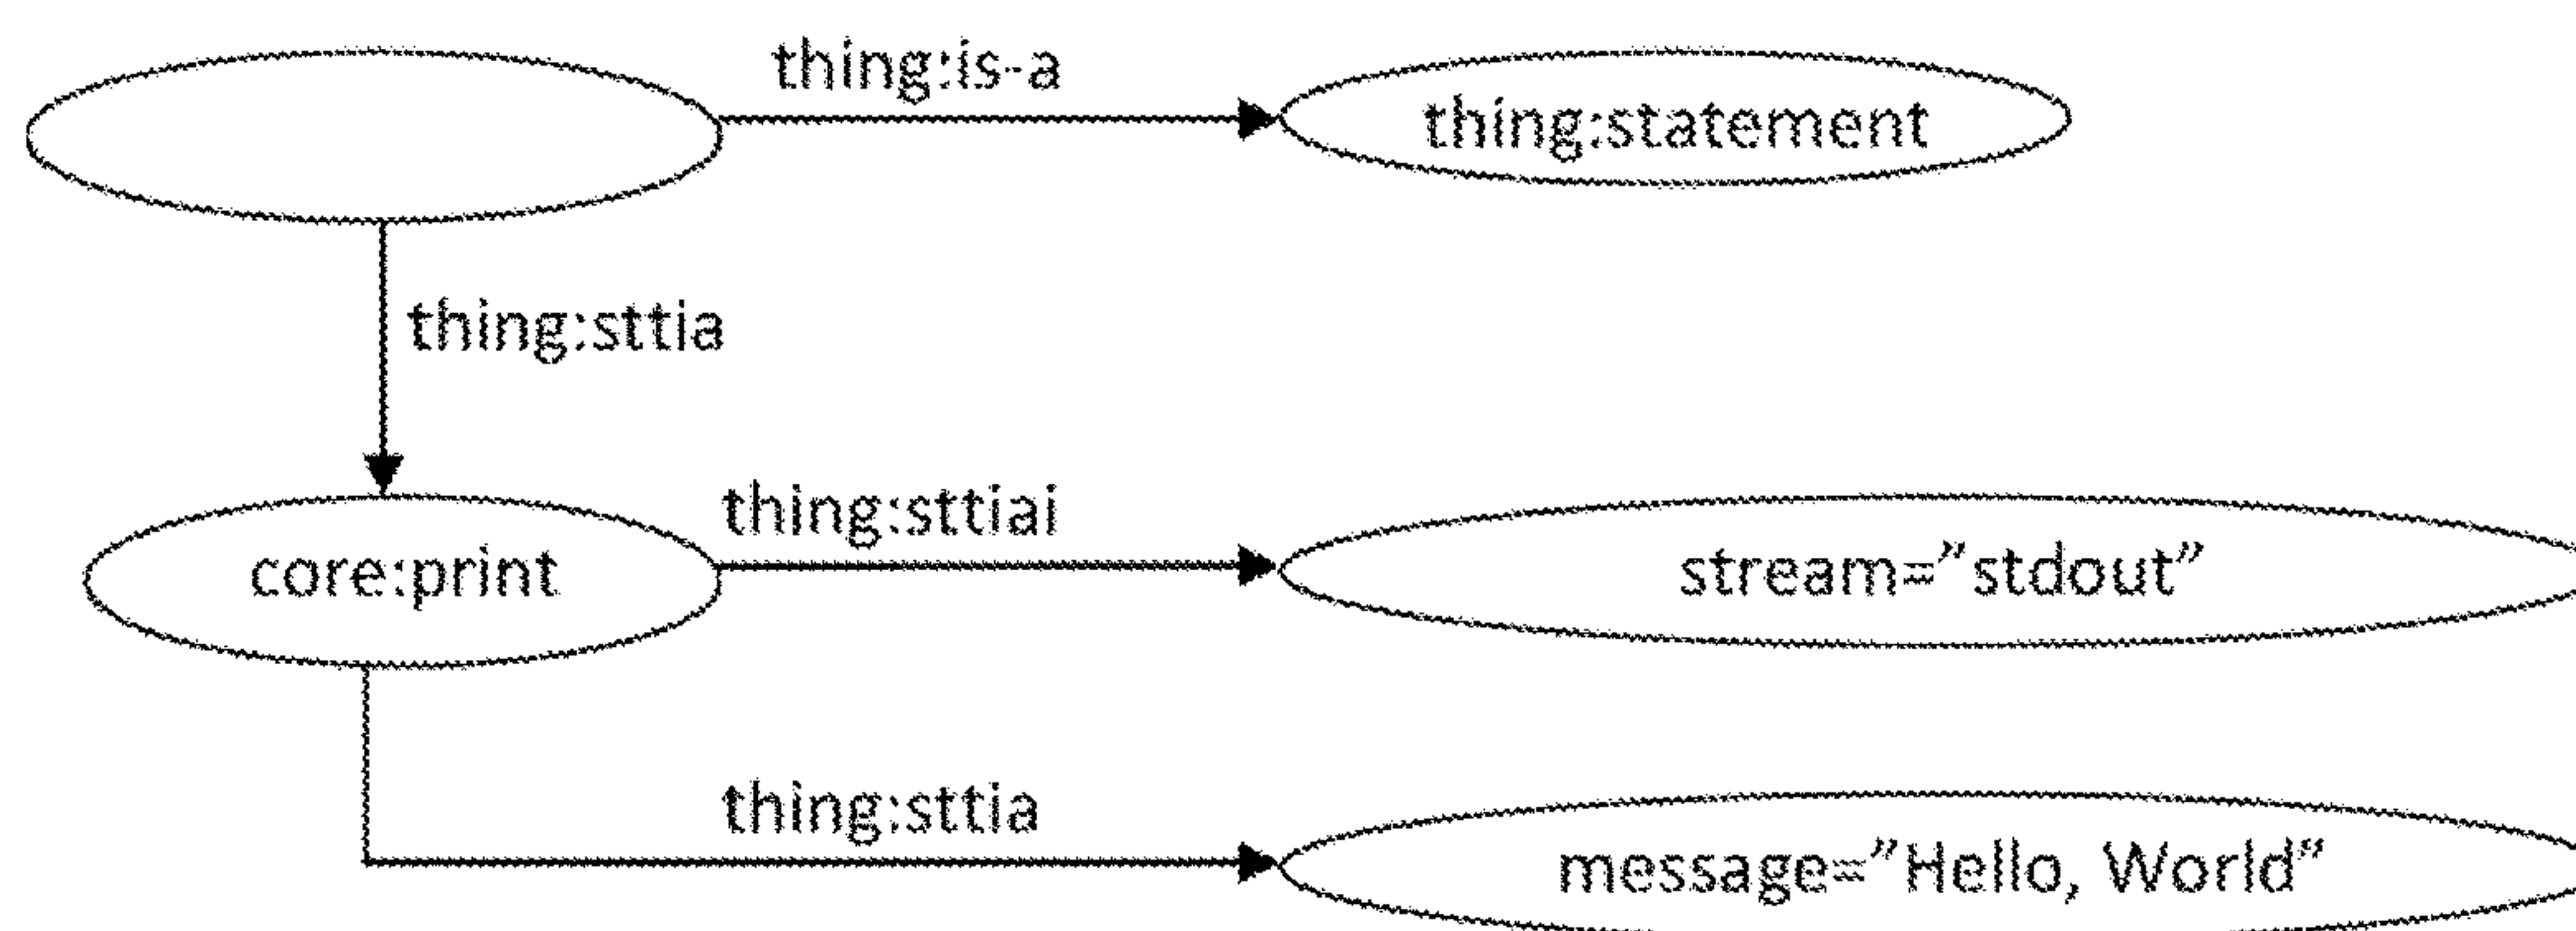 thing:is-a
thing:statement
thing:sttia
thing:sttiai
core:print
stream=”stdout”
thing:sttia
message=”Hello, World“